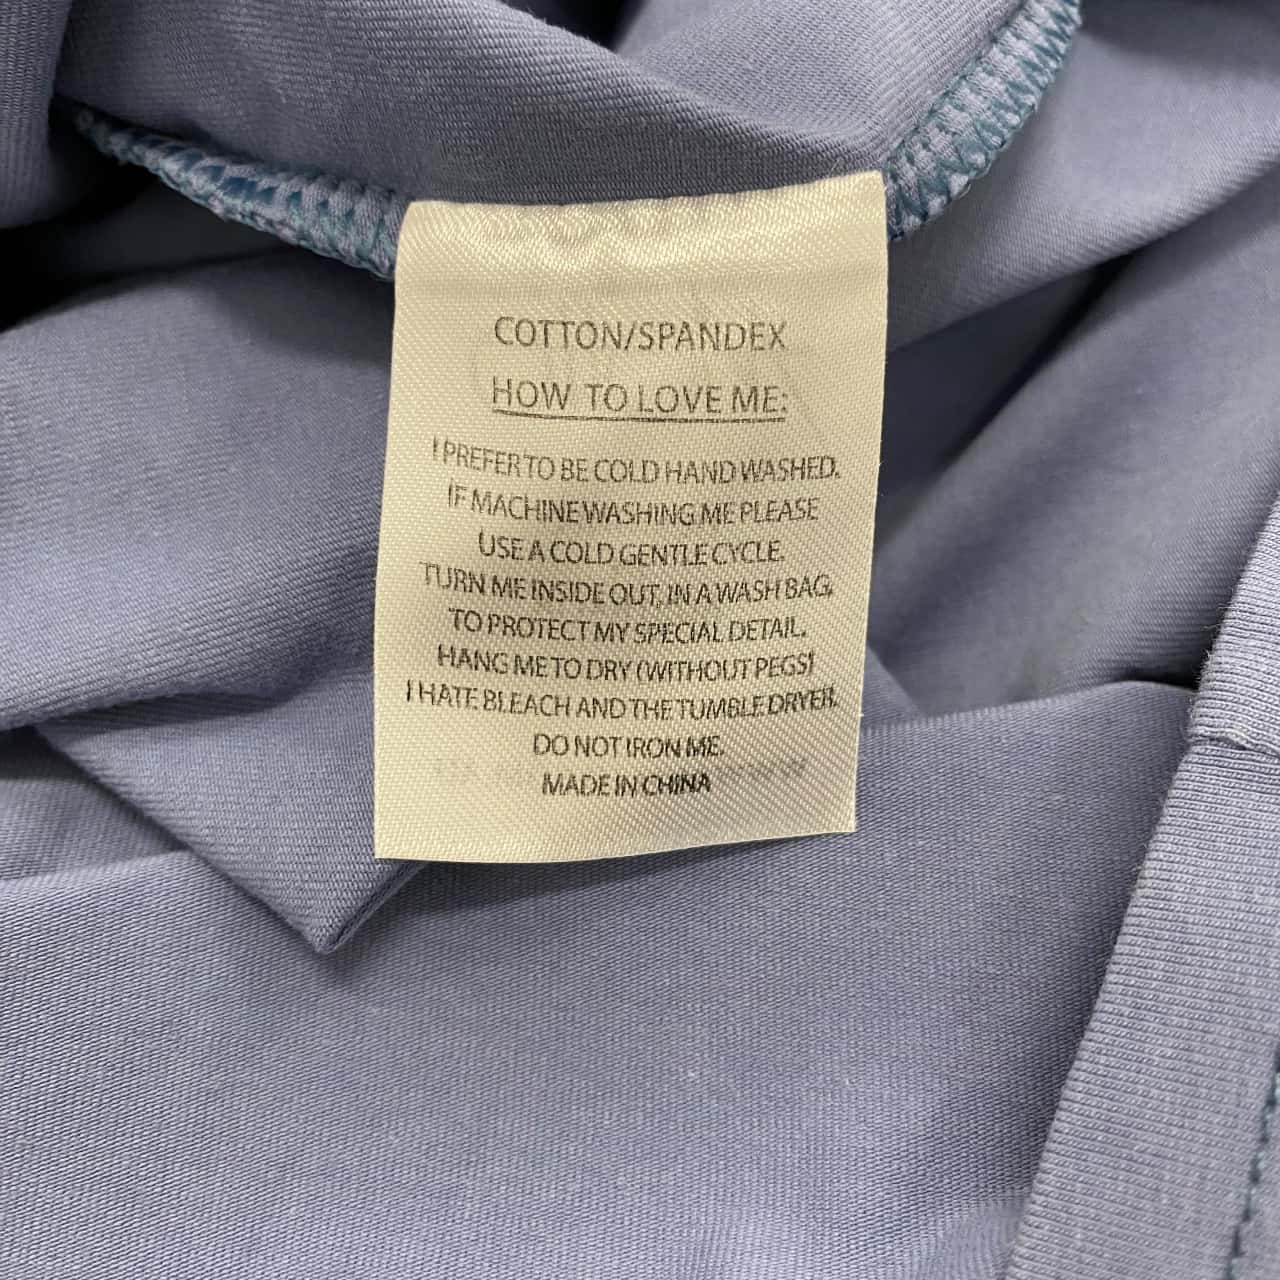 COTTON/SPANDEX
HOW TO LOVE ME:
I PREFER TO BE COLD HAND WASHED.
IF MACHINE WASHING ME PLEASE
USE A COLD GENTLE CYCLE.
TURN ME INSIDE OUT, IN A WASH BAG,
TO PROTECT MY SPECIAL DETAIL.
HANG ME TO DRY (WITHOUT PEGS)
I HATE BLEACH AND THE TUMBLE DRYER.
DO NOT IRON ME.
MADE IN CHINA